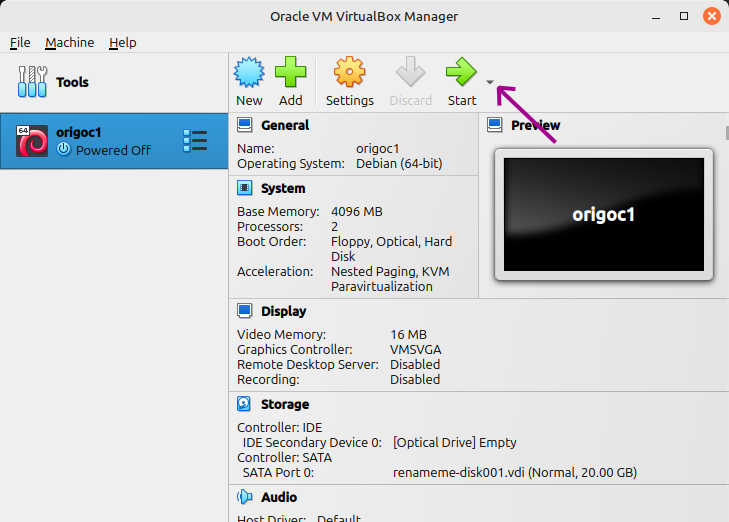 Oracle VM VirtualBox Manager
File Machine Help
Tools
New Add Settings Discard Start
64
origoc1
Powered Off
General
Name: origoc1
Operating System: Debian (64-bit)
System
Base Memory: 4096 MB
Processors: 2
Boot Order: Floppy, Optical, Hard
Disk
Acceleration: Nested Paging, KVM
Paravirtualization
Preview
origoc1
Display
Video Memory: 16 MB
Graphics Controller: VMSVGA
Remote Desktop Server: Disabled
Recording: Disabled
Storage
Controller: IDE
IDE Secondary Device 0: [Optical Drive] Empty
Controller: SATA
SATA Port 0: renameme-disk001.vdi (Normal, 20.00 GB)
Audio
Host Driver: Default